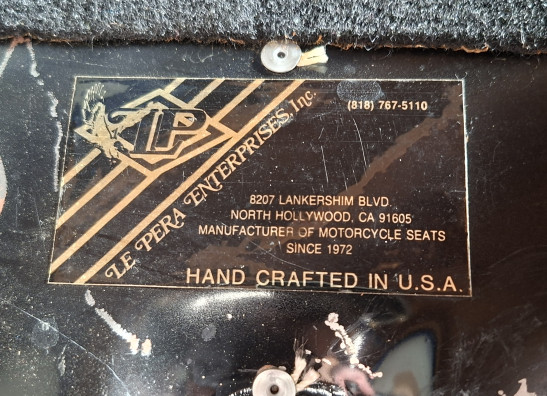 LP
LE PERA ENTERPRISES, Inc.
(818) 767-5110
8207 LANKERSHIM BLVD.
NORTH HOLLYWOOD, CA 91605
MANUFACTURER OF MOTORCYCLE SEATS
SINCE 1972
HAND CRAFTED IN U.S.A.